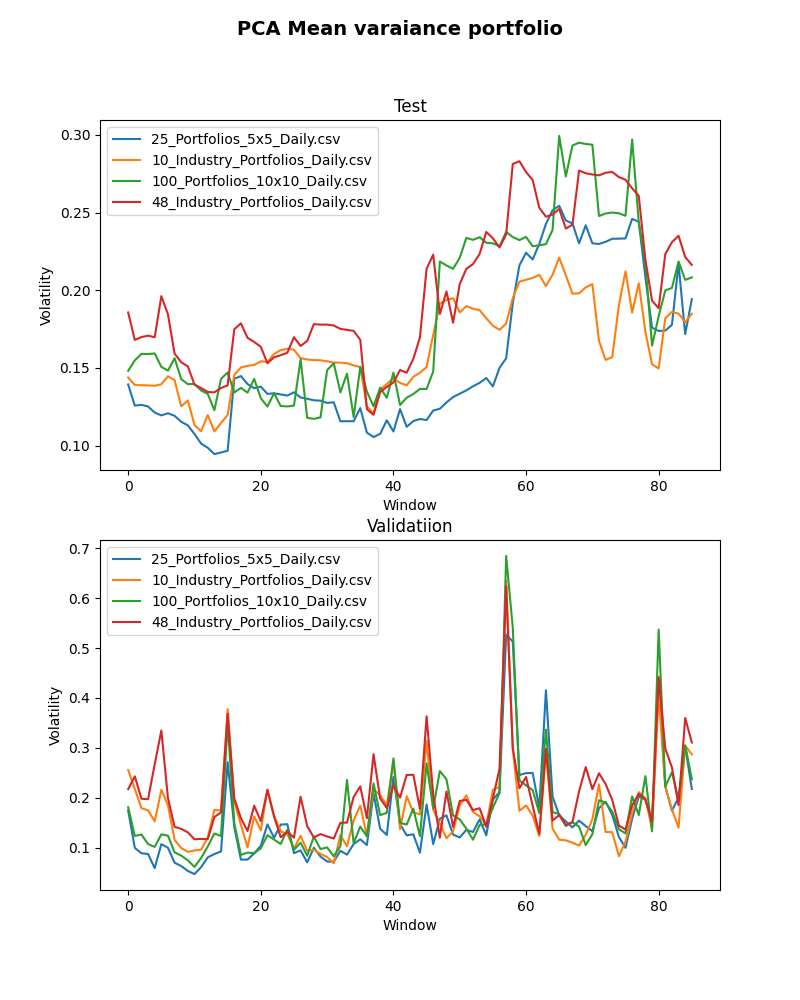 PCA Mean varaiance portfolio
Test
25_Portfolios_5x5_Daily.csv
10_Industry_Portfolios_Daily.csv
100_Portfolios_10x10_Daily.csv
48_Industry_Portfolios_Daily.csv
Volatility
0.30
0.25
0.20
0.15
0.10
0 20 40 60 80
Window
Validatiion
25_Portfolios_5x5_Daily.csv
10_Industry_Portfolios_Daily.csv
100_Portfolios_10x10_Daily.csv
48_Industry_Portfolios_Daily.csv
Volatility
0.7
0.6
0.5
0.4
0.3
0.2
0.1
0 20 40 60 80
Window